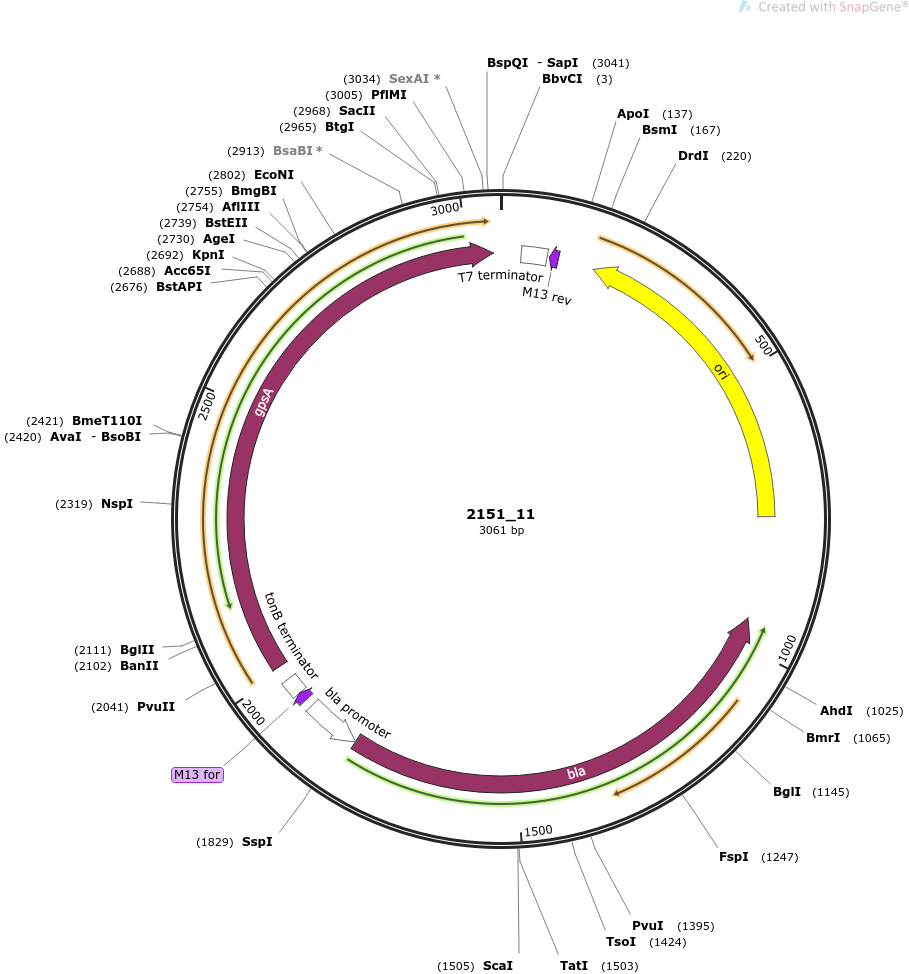 Created with SnapGene®
BspQI - SapI (3041)
BbvCI (3)
(3034) SexAI *
(3005) PflMI
(2968) SacII
(2965) BtgI
(2913) BsaBI *
(2802) EcoNI
(2755) BmgBI
(2754) AflIII
(2739) BstEII
(2730) AgeI
(2692) KpnI
(2688) Acc65I
(2676) BstAPI
(2421) BmeT110I
(2420) AvaI - BsoBI
(2319) NspI
(2111) BglII
(2102) BanII
(2041) PvuII
M13 for
(1829) SspI
(1505) ScaI
TatI (1503)
TsoI (1424)
PvuI (1395)
FspI (1247)
BglI (1145)
BmrI (1065)
AhdI (1025)
DrdI (220)
BsmI (167)
ApoI (137)
3000
500
1000
1500
2000
2500
T7 terminator
M13 rev
ori
gpsA
tonB terminator
bla promoter
bla
2151_11
3061 bp